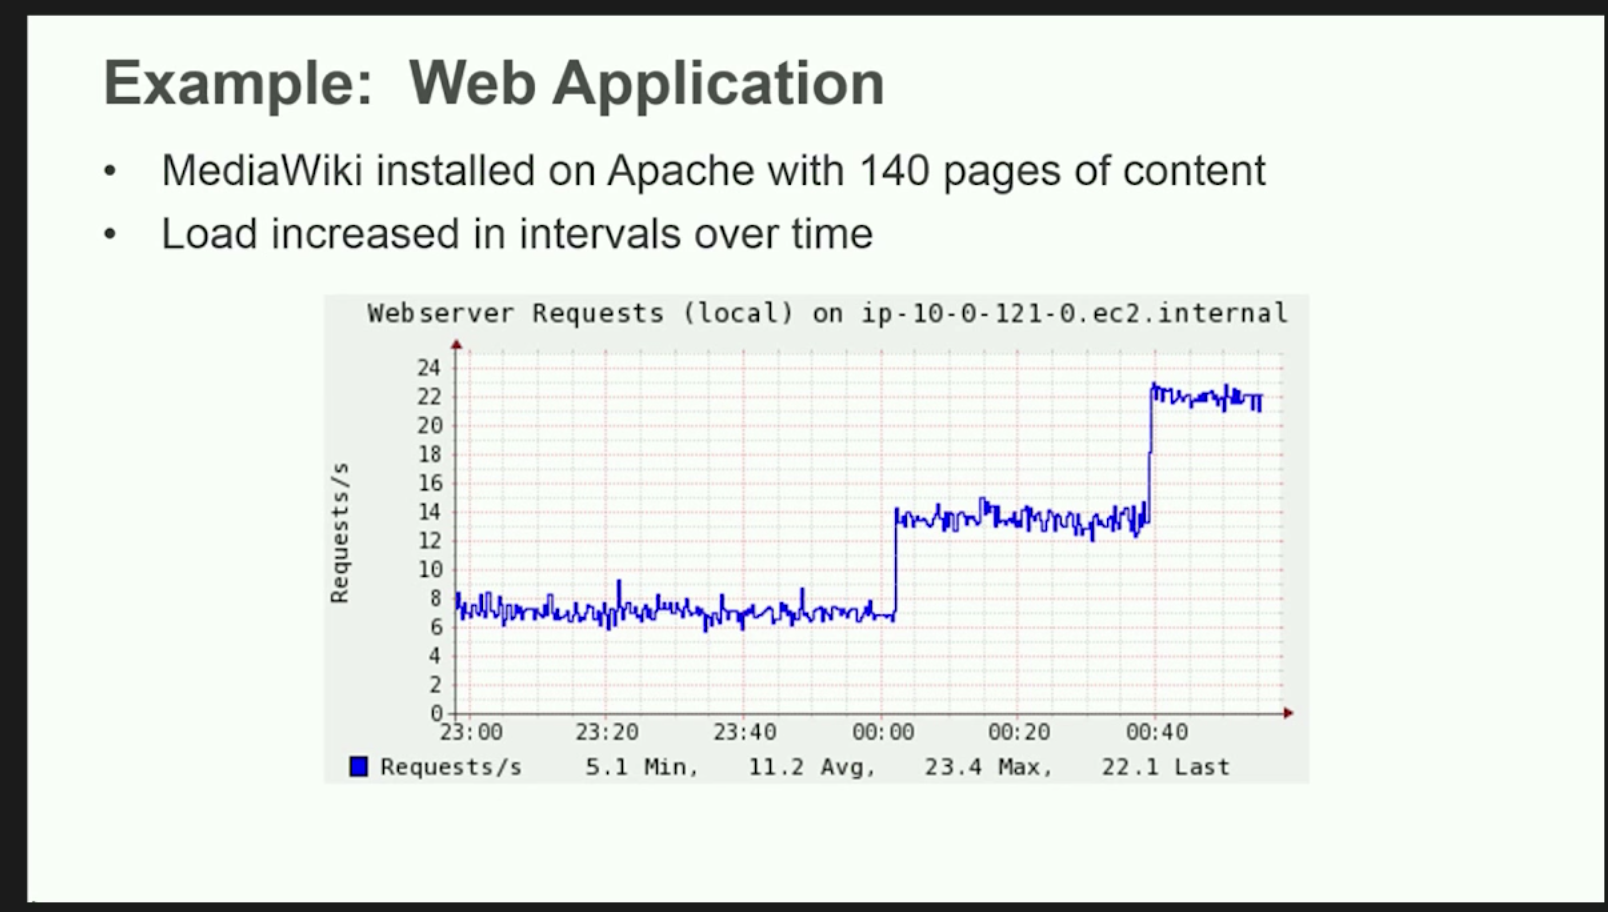 Example: Web Application
• MediaWiki installed on Apache with 140 pages of content
• Load increased in intervals over time
Webserver Requests (local) on ip-10-0-121-0.ec2.internal
Requests/s
24
22
20
18
16
14
12
10
8
6
4
2
0
23:00 23:20 23:40 00:00 00:20 00:40
Requests/s 5.1 Min, 11.2 Avg, 23.4 Max, 22.1 Last